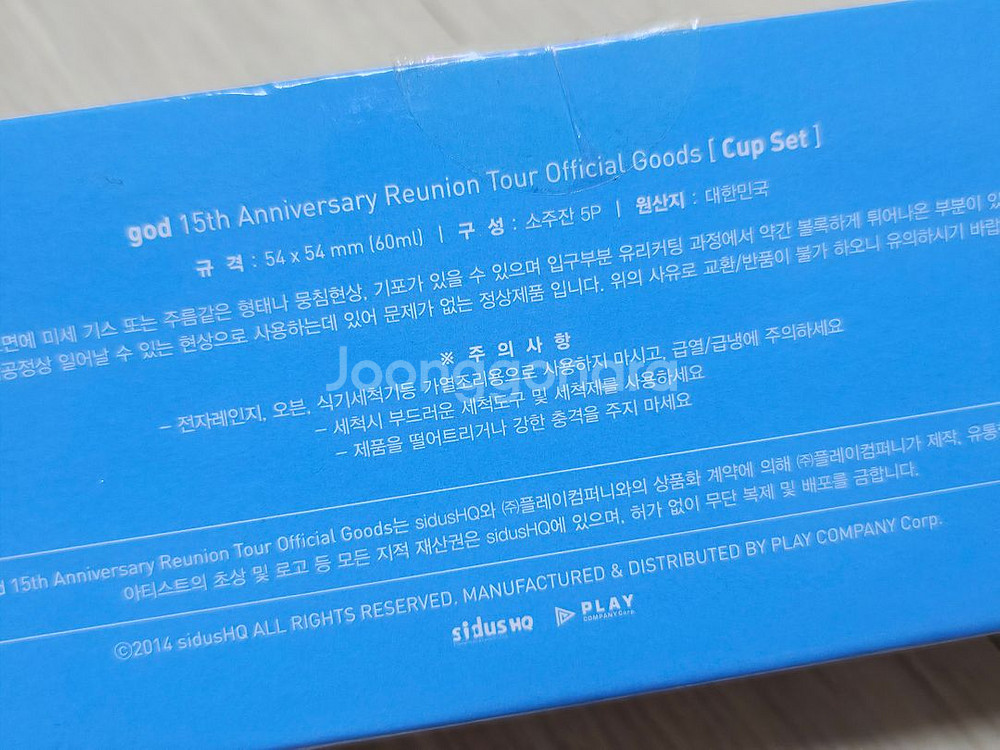 god 15th Anniversary Reunion Tour Official Goods [ Cup Set ]
규 격 : 54 x 54 mm (60ml) | 구 성 : 소주잔 5P | 원산지 : 대한민국
면에 미세 기스 또는 주름같은 형태나 뭉침현상, 기포가 있을 수 있으며 입구부분 유리커팅 과정에서 약간 볼록하게 튀어나온 부분이 있
공정상 일어날 수 있는 현상으로 사용하는데 있어 문제가 없는 정상제품 입니다. 위의 사유로 교환/반품이 불가 하오니 유의하시기 바랍
※ 주 의 사 항
Joonggonara
- 전자레인지, 오븐, 식기세척기등 가열조리용으로 사용하지 마시고, 급열/급냉에 주의하세요
- 세척시 부드러운 세척도구 및 세척제를 사용하세요
- 제품을 떨어트리거나 강한 충격을 주지 마세요
d 15th Anniversary Reunion Tour Official Goods는 sidusHQ와 ㈜플레이컴퍼니와의 상품화 계약에 의해 ㈜플레이컴퍼니가 제작, 유통
아티스트의 초상 및 로고 등 모든 지적 재산권은 sidusHQ에 있으며, 허가 없이 무단 복제 및 배포를 금합니다.
©2014 sidusHQ ALL RIGHTS RESERVED. MANUFACTURED & DISTRIBUTED BY PLAY COMPANY Corp.
sidusHQ PLAY
COMPANY Corp.